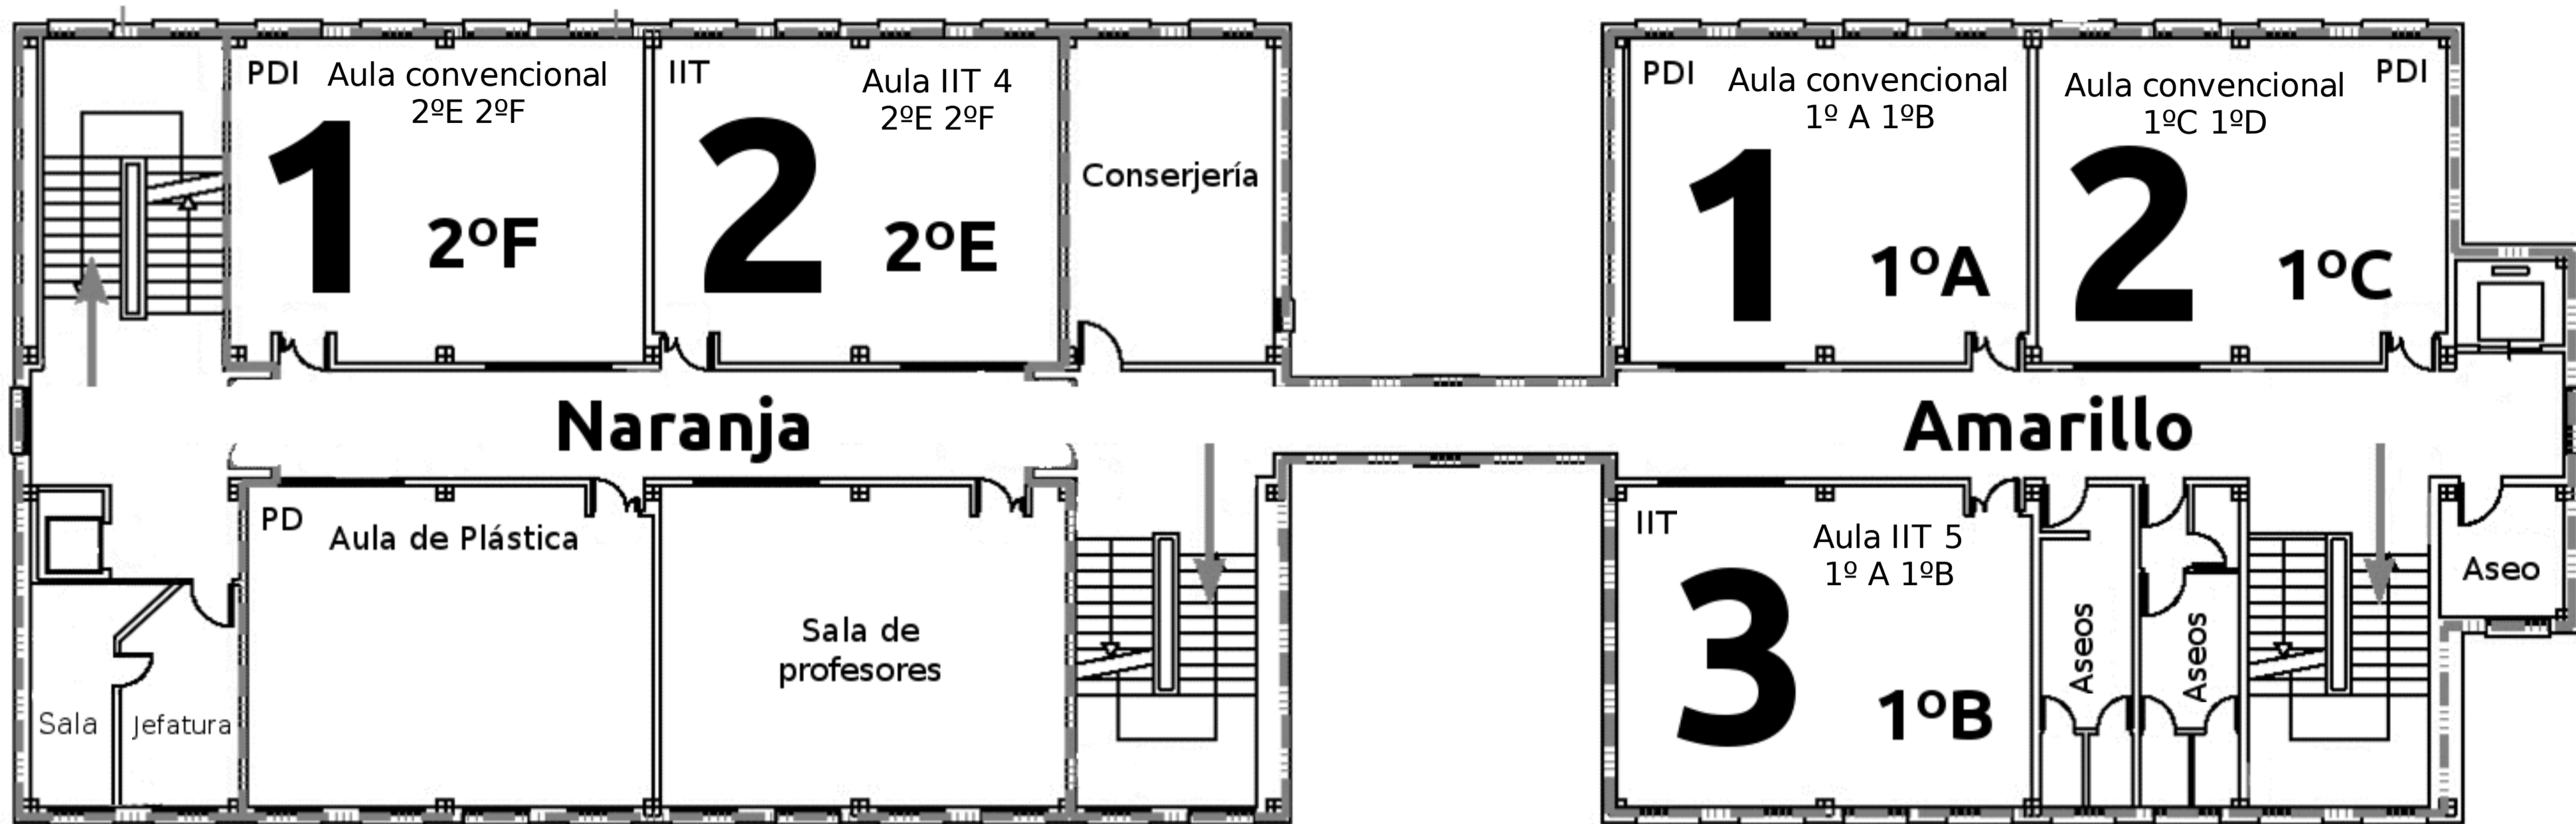 PDI
Aula convencional
2ºE 2ºF
1
2ºF
IIT
Aula IIT 4
2ºE 2ºF
2
2ºE
Conserjería
PDI
Aula convencional
1º A 1ºB
1
1ºA
Aula convencional
1ºC 1ºD
PDI
2
1ºC
Naranja
Amarillo
PD
Aula de Plástica
Sala de
profesores
Sala
Jefatura
IIT
Aula IIT 5
1º A 1ºB
3
1ºB
Aseos
Aseos
Aseo